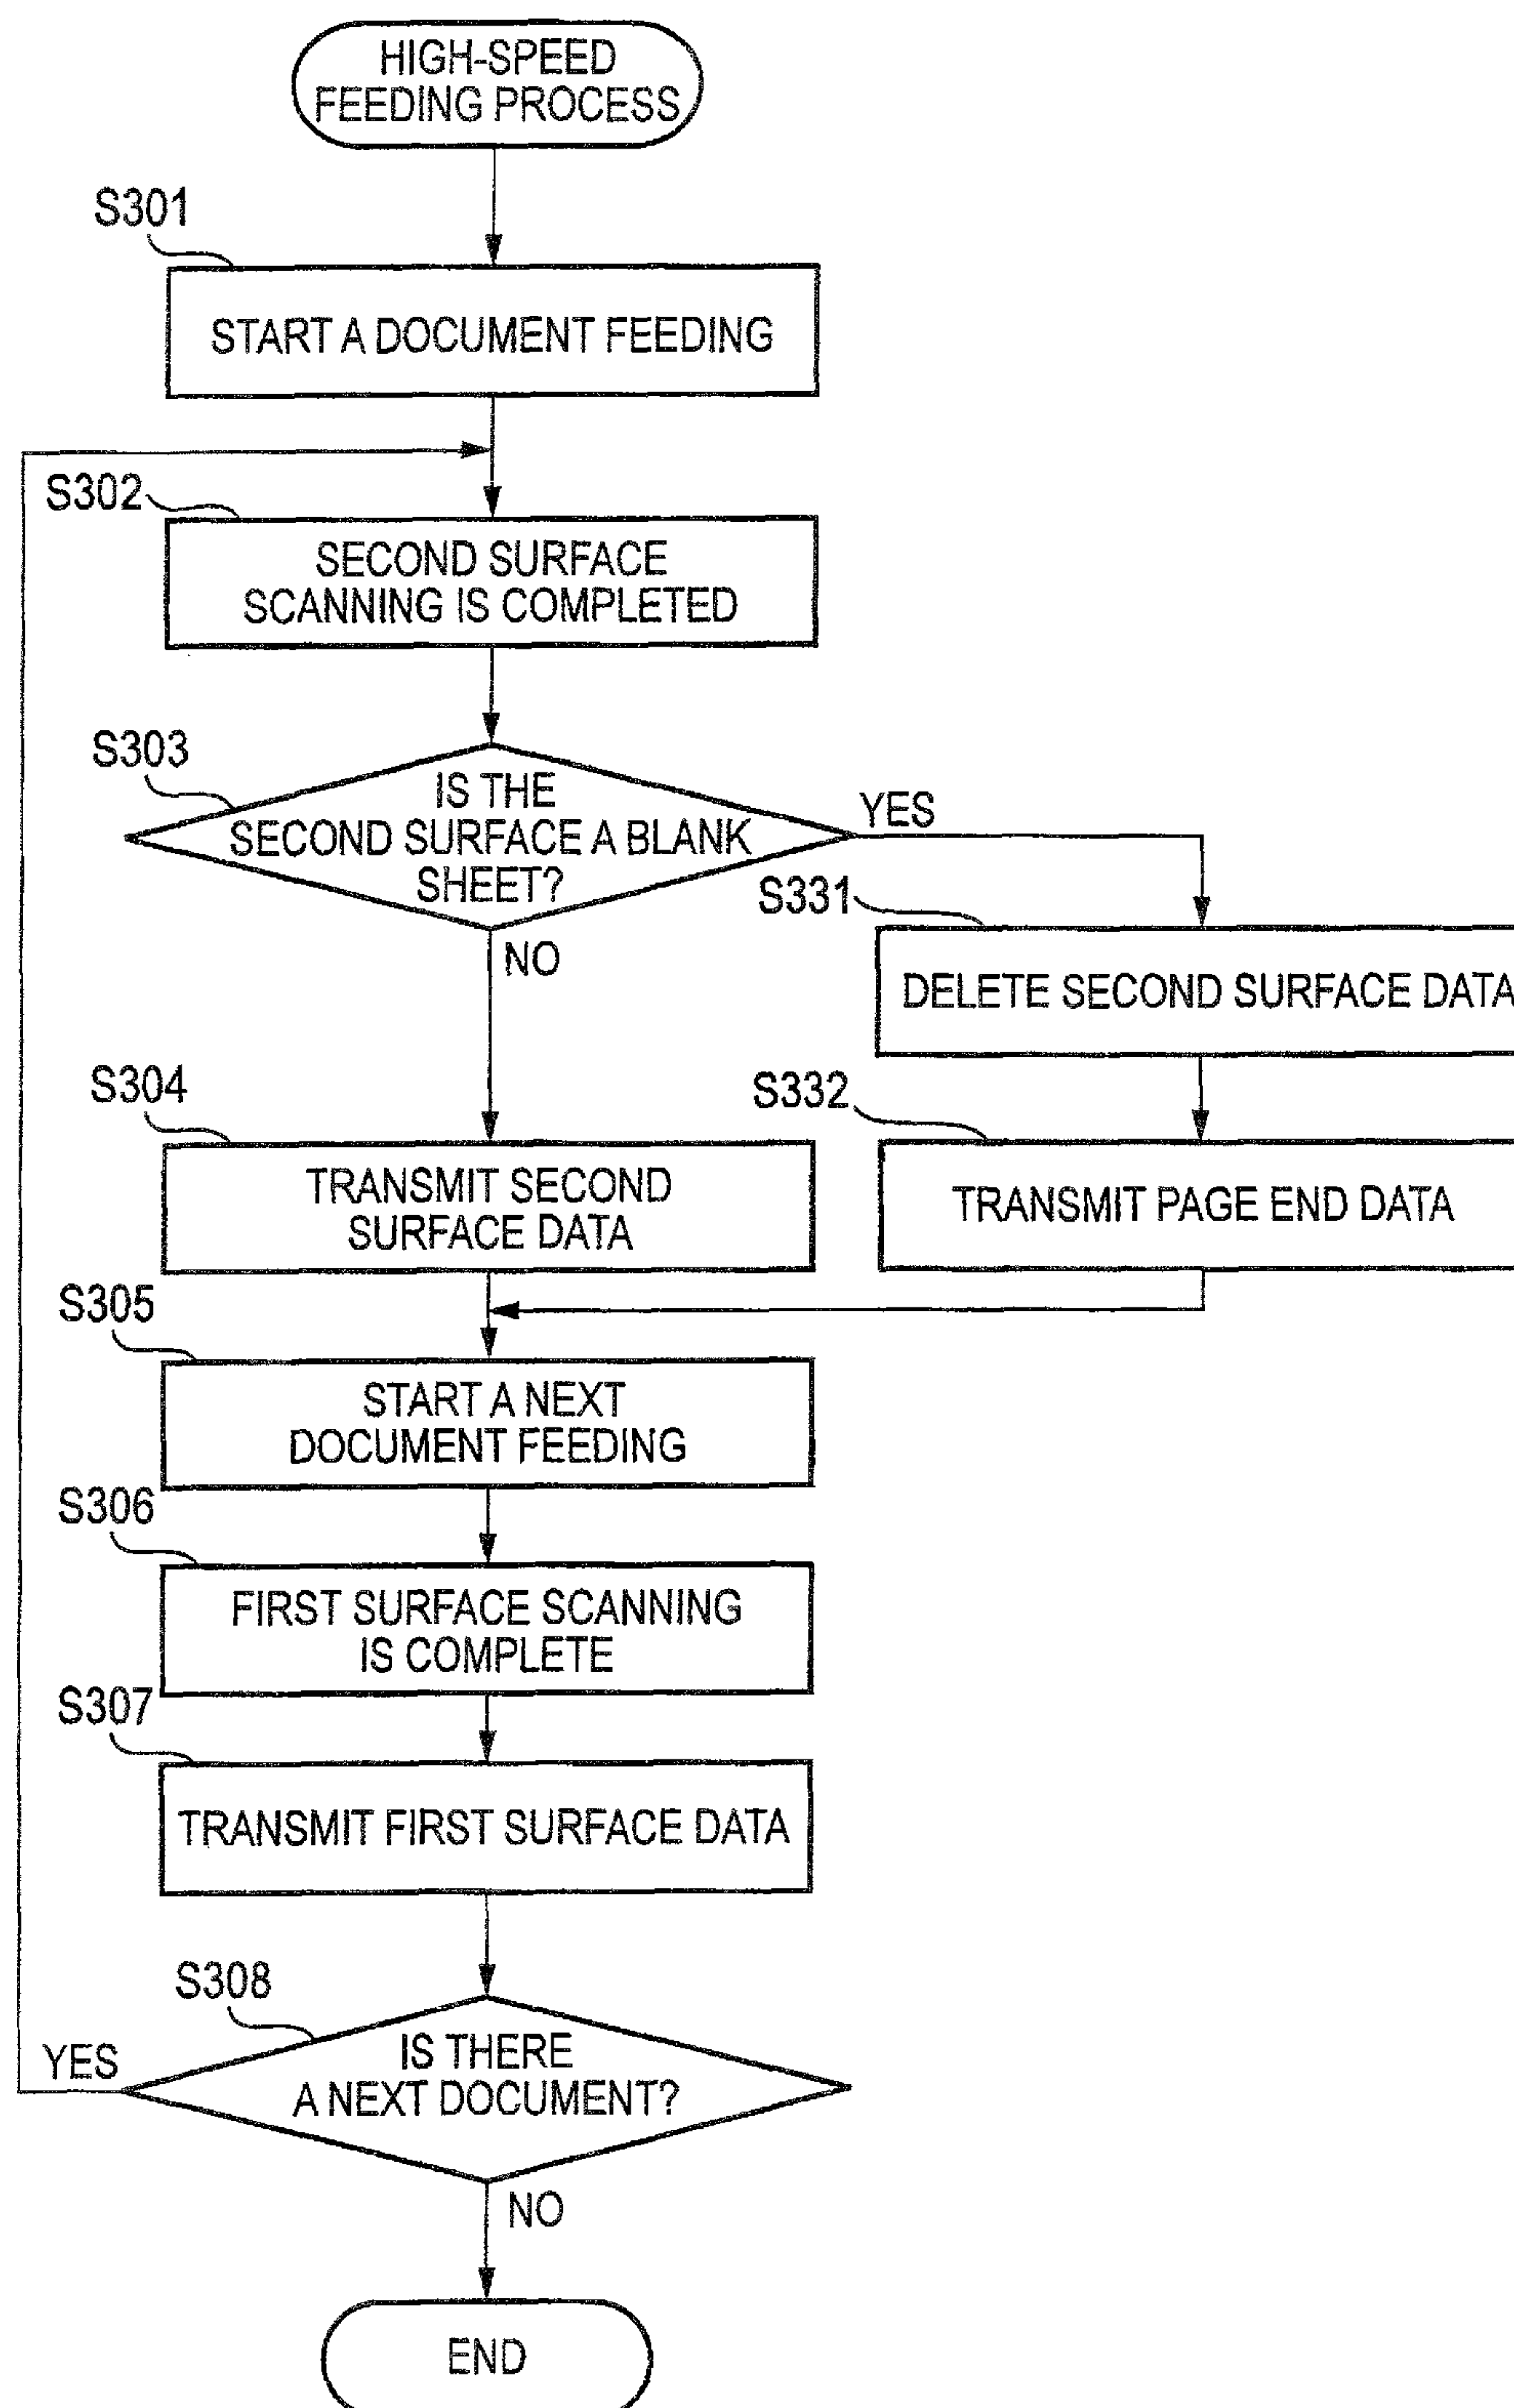 HIGH-SPEED
FEEDING PROCESS
S301
START A DOCUMENT FEEDING
S302
SECOND SURFACE
SCANNING IS COMPLETED
S303
IS THE
SECOND SURFACE A BLANK
SHEET?
YES
NO
S331
DELETE SECOND SURFACE DATA
S304
TRANSMIT SECOND
SURFACE DATA
S332
TRANSMIT PAGE END DATA
S305
START A NEXT
DOCUMENT FEEDING
S306
FIRST SURFACE SCANNING
IS COMPLETE
S307
TRANSMIT FIRST SURFACE DATA
S308
IS THERE
A NEXT DOCUMENT?
YES
NO
END